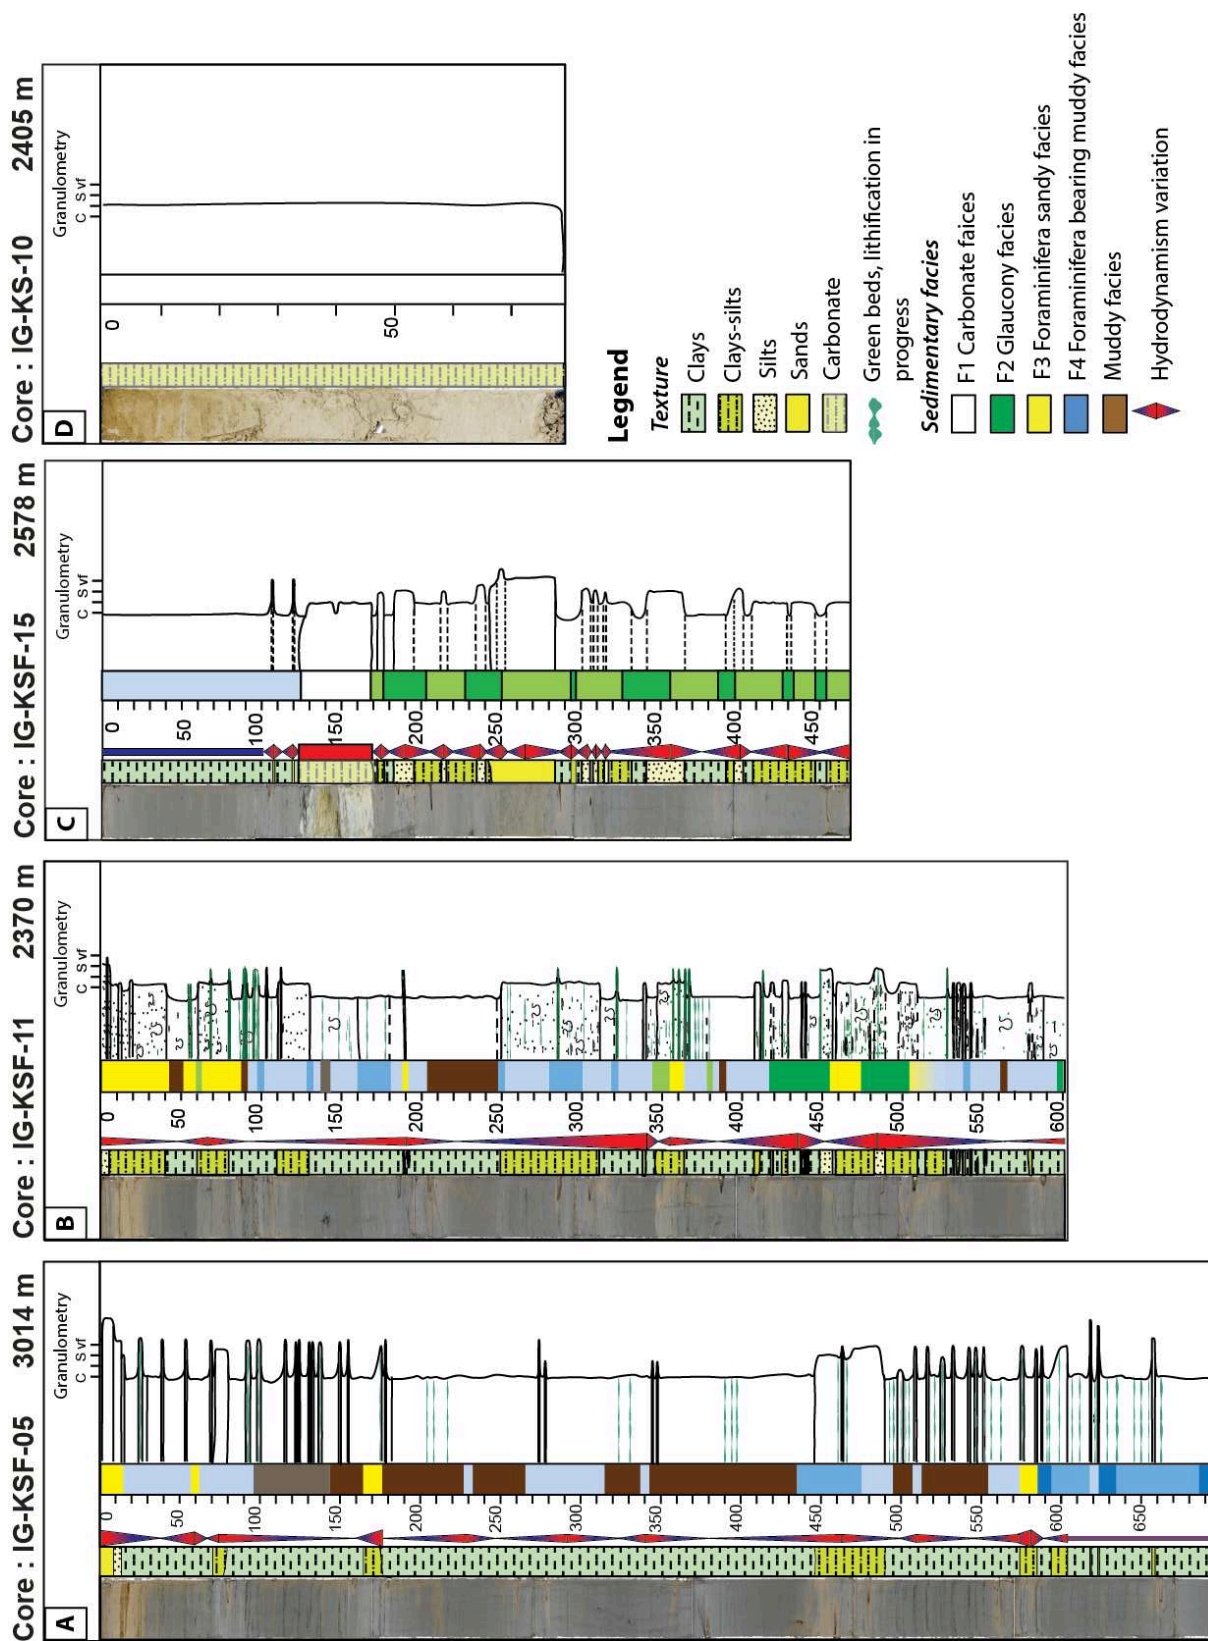 Core : IG-KSF-05 3014 m
A
Granulometry
C S vf
0
50
100
150
200
250
300
350
400
450
500
550
600
650
Core : IG-KSF-11 2370 m
B
Granulometry
C S vf
0
50
100
150
200
250
300
350
400
450
500
550
600
Core : IG-KSF-15 2578 m
C
Granulometry
C S vf
0
50
100
150
200
250
300
350
400
450
Core : IG-KS-10 2405 m
D
Granulometry
C S vf
0
50
Legend
Texture
Clays
Clays-silts
Silts
Sands
Carbonate
Green beds, lithification in
progress
Sedimentary facies
F1 Carbonate faices
F2 Glaucony facies
F3 Foraminifera sandy facies
F4 Foraminifera bearing muddy facies
Muddy facies
Hydrodynamism variation